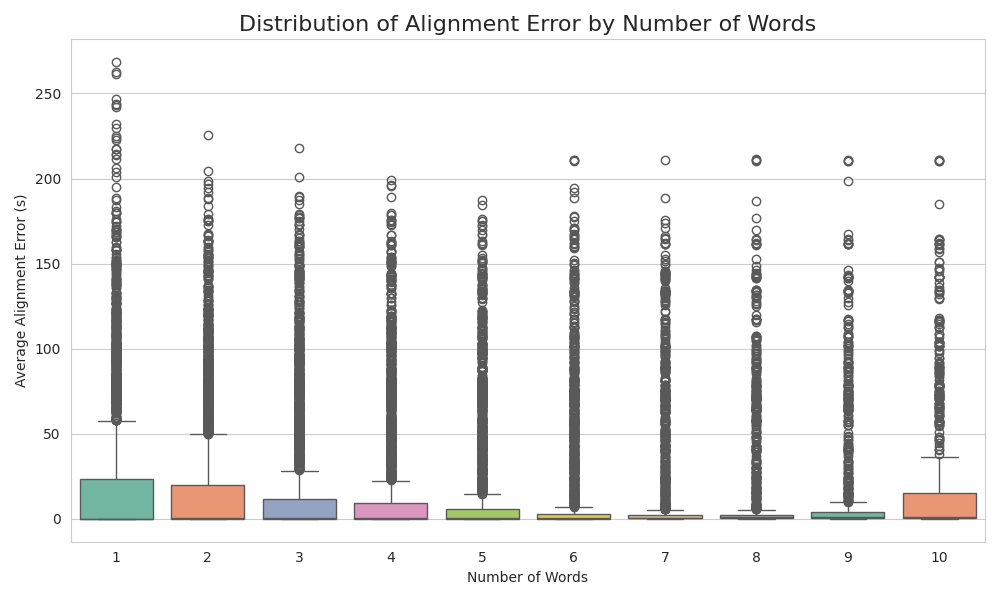 Distribution of Alignment Error by Number of Words
Average Alignment Error (s)
250
200
150
100
50
0
1 2 3 4 5 6 7 8 9 10
Number of Words